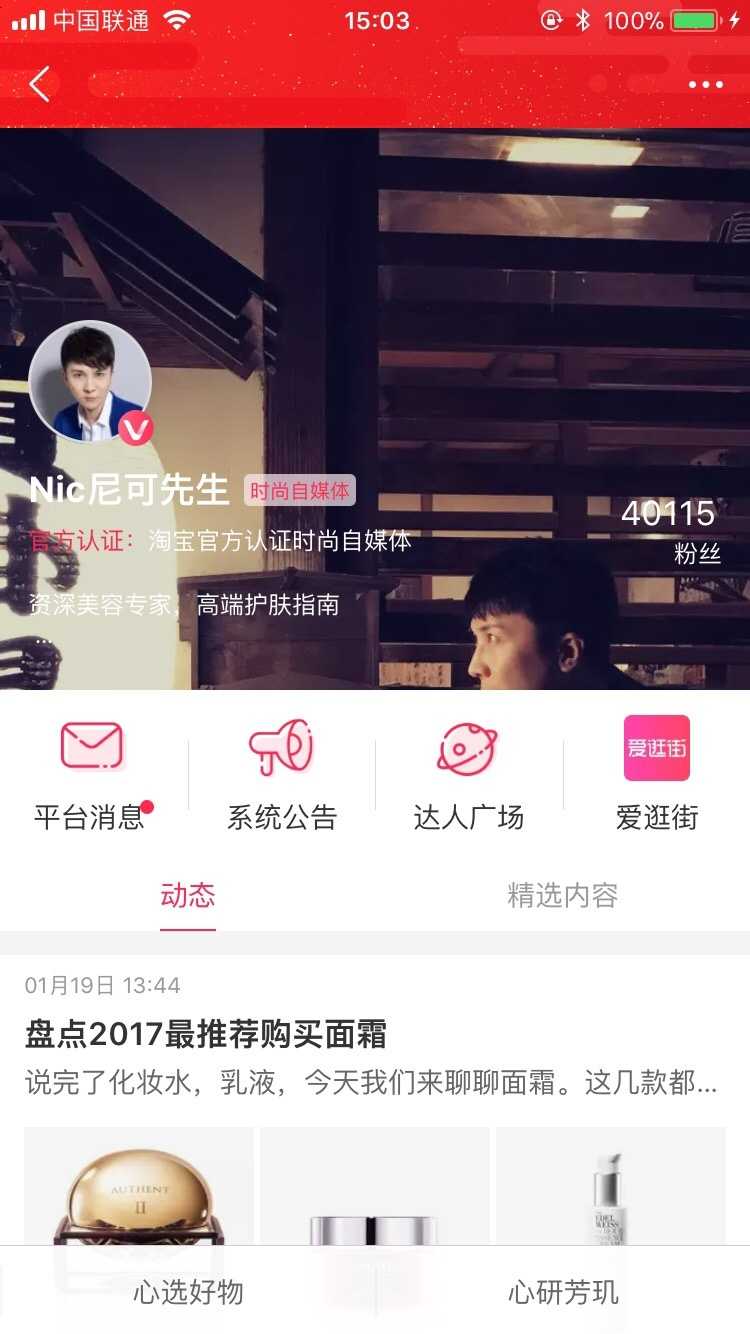 中国联通
15:03
100%
Nic尼可先生
时尚自媒体
40115
官方认证：淘宝官方认证时尚自媒体
粉丝
资深美容专家，高端护肤指南
...
平台消息
系统公告
达人广场
爱逛街
爱逛街
动态
精选内容
01月19日 13:44
盘点2017最推荐购买面霜
说完了化妆水，乳液，今天我们来聊聊面霜。这几款都...
AUTHENT
II
EDEL
WEISS
心选好物
心研芳玑